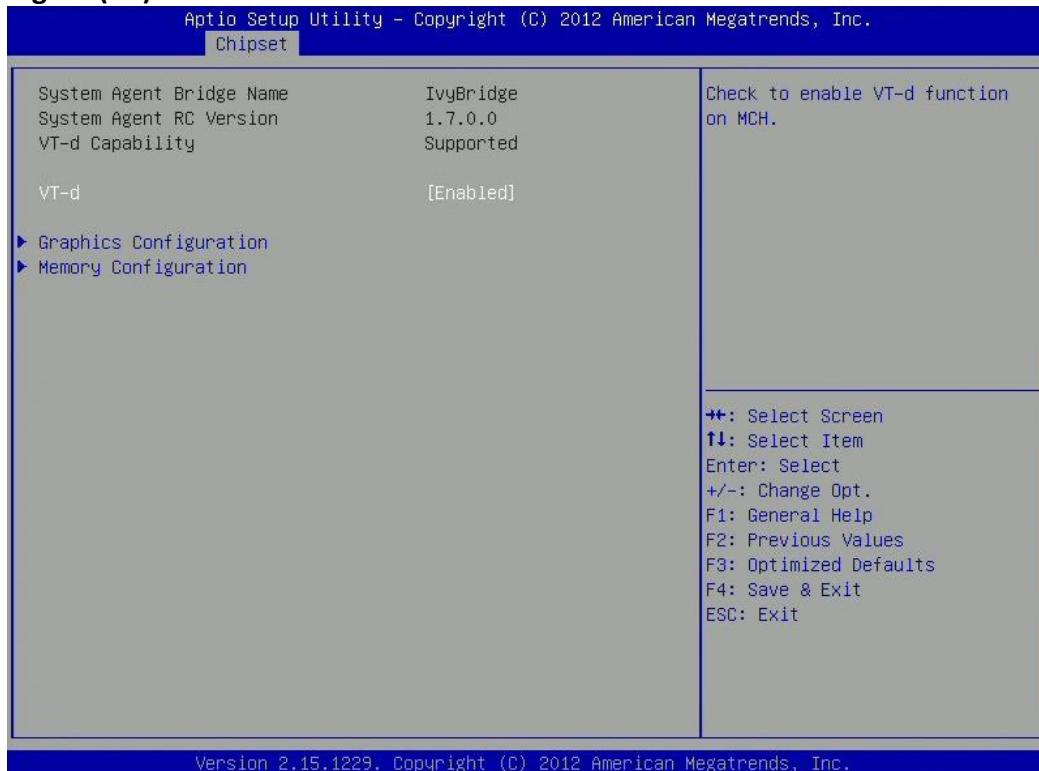 Aptio Setup Utility – Copyright (C) 2012 American Megatrends, Inc.
Chipset
System Agent Bridge Name IvyBridge
System Agent RC Version 1.7.0.0
VT-d Capability Supported
VT-d [Enabled]
Graphics Configuration
Memory Configuration
Check to enable VT-d function
on MCH.
→←: Select Screen
↑↓: Select Item
Enter: Select
+/-: Change Opt.
F1: General Help
F2: Previous Values
F3: Optimized Defaults
F4: Save & Exit
ESC: Exit
Version 2.15.1229. Copyright (C) 2012 American Megatrends, Inc.